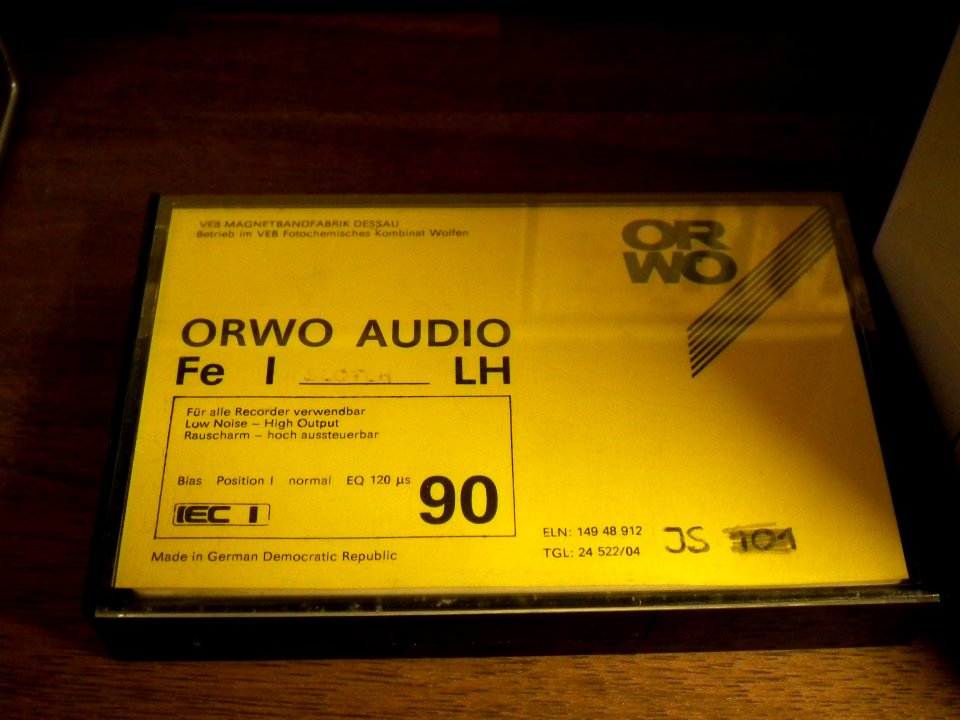 VEB MAGNETBANDFABRIK DESSAU
Betrieb im VEB Fotochemisches Kombinat Wolfen
OR
WO
ORWO AUDIO
Fe I LH
Für alle Recorder verwendbar
Low Noise – High Output
Rauscharm – hoch aussteuerbar
Bias Position I normal EQ 120 µs
90
IEC I
Made in German Democratic Republic
ELN: 149 48 912
TGL: 24 522/04
JS 101